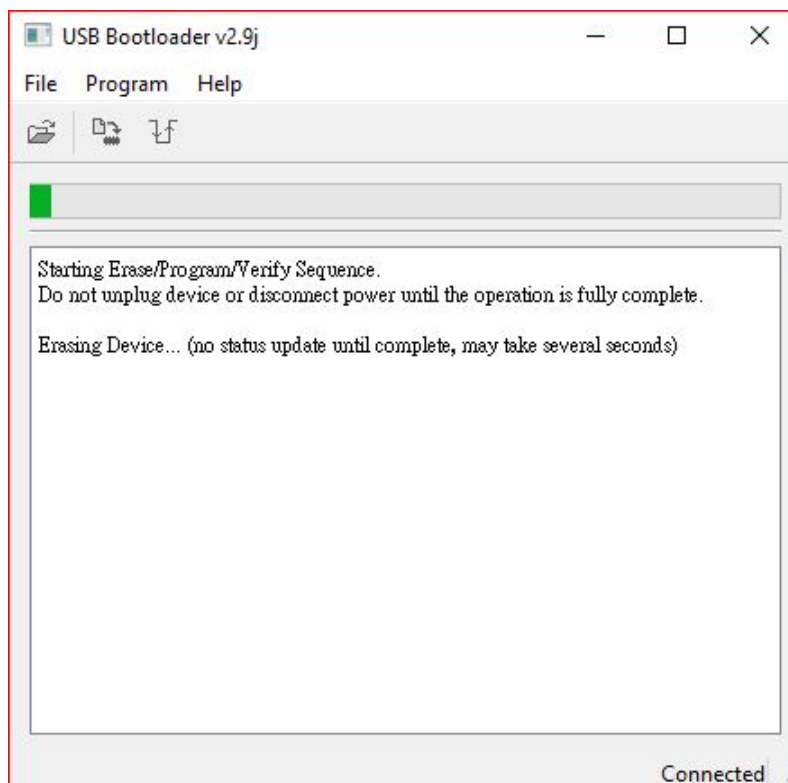 USB Bootloader v2.9j
File Program Help
Starting Erase/Program/Verify Sequence.
Do not unplug device or disconnect power until the operation is fully complete.
Erasing Device... (no status update until complete, may take several seconds)
Connected